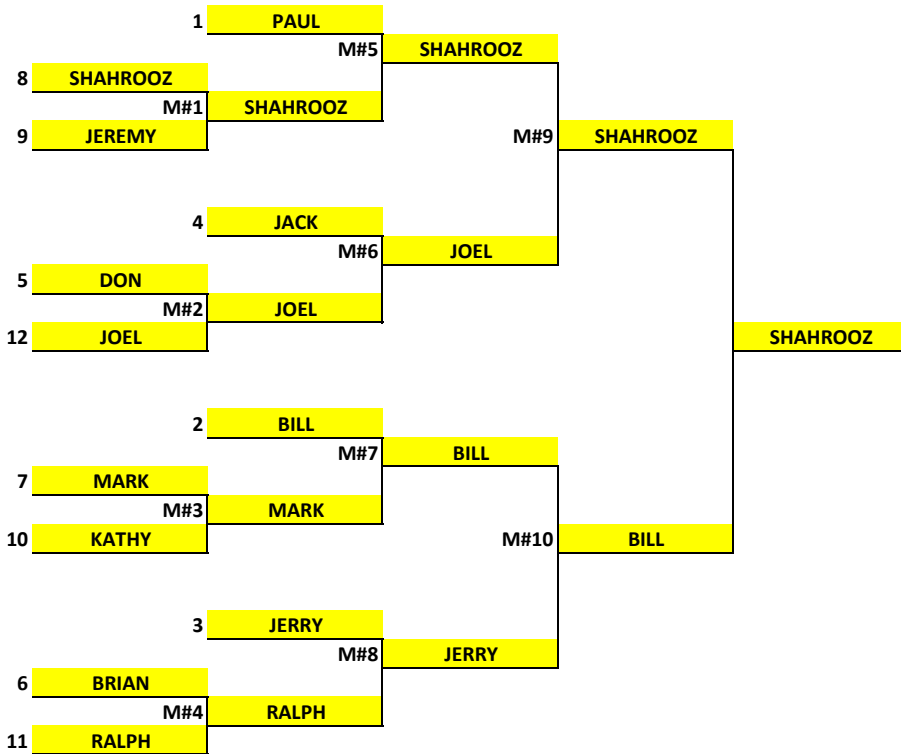 1 PAUL
M#5 SHAHROOZ
8 SHAHROOZ
M#1 SHAHROOZ
9 JEREMY
M#9 SHAHROOZ
4 JACK
M#6 JOEL
5 DON
M#2 JOEL
12 JOEL
SHAHROOZ
2 BILL
M#7 BILL
7 MARK
M#3 MARK
10 KATHY
M#10 BILL
3 JERRY
M#8 JERRY
6 BRIAN
M#4 RALPH
11 RALPH